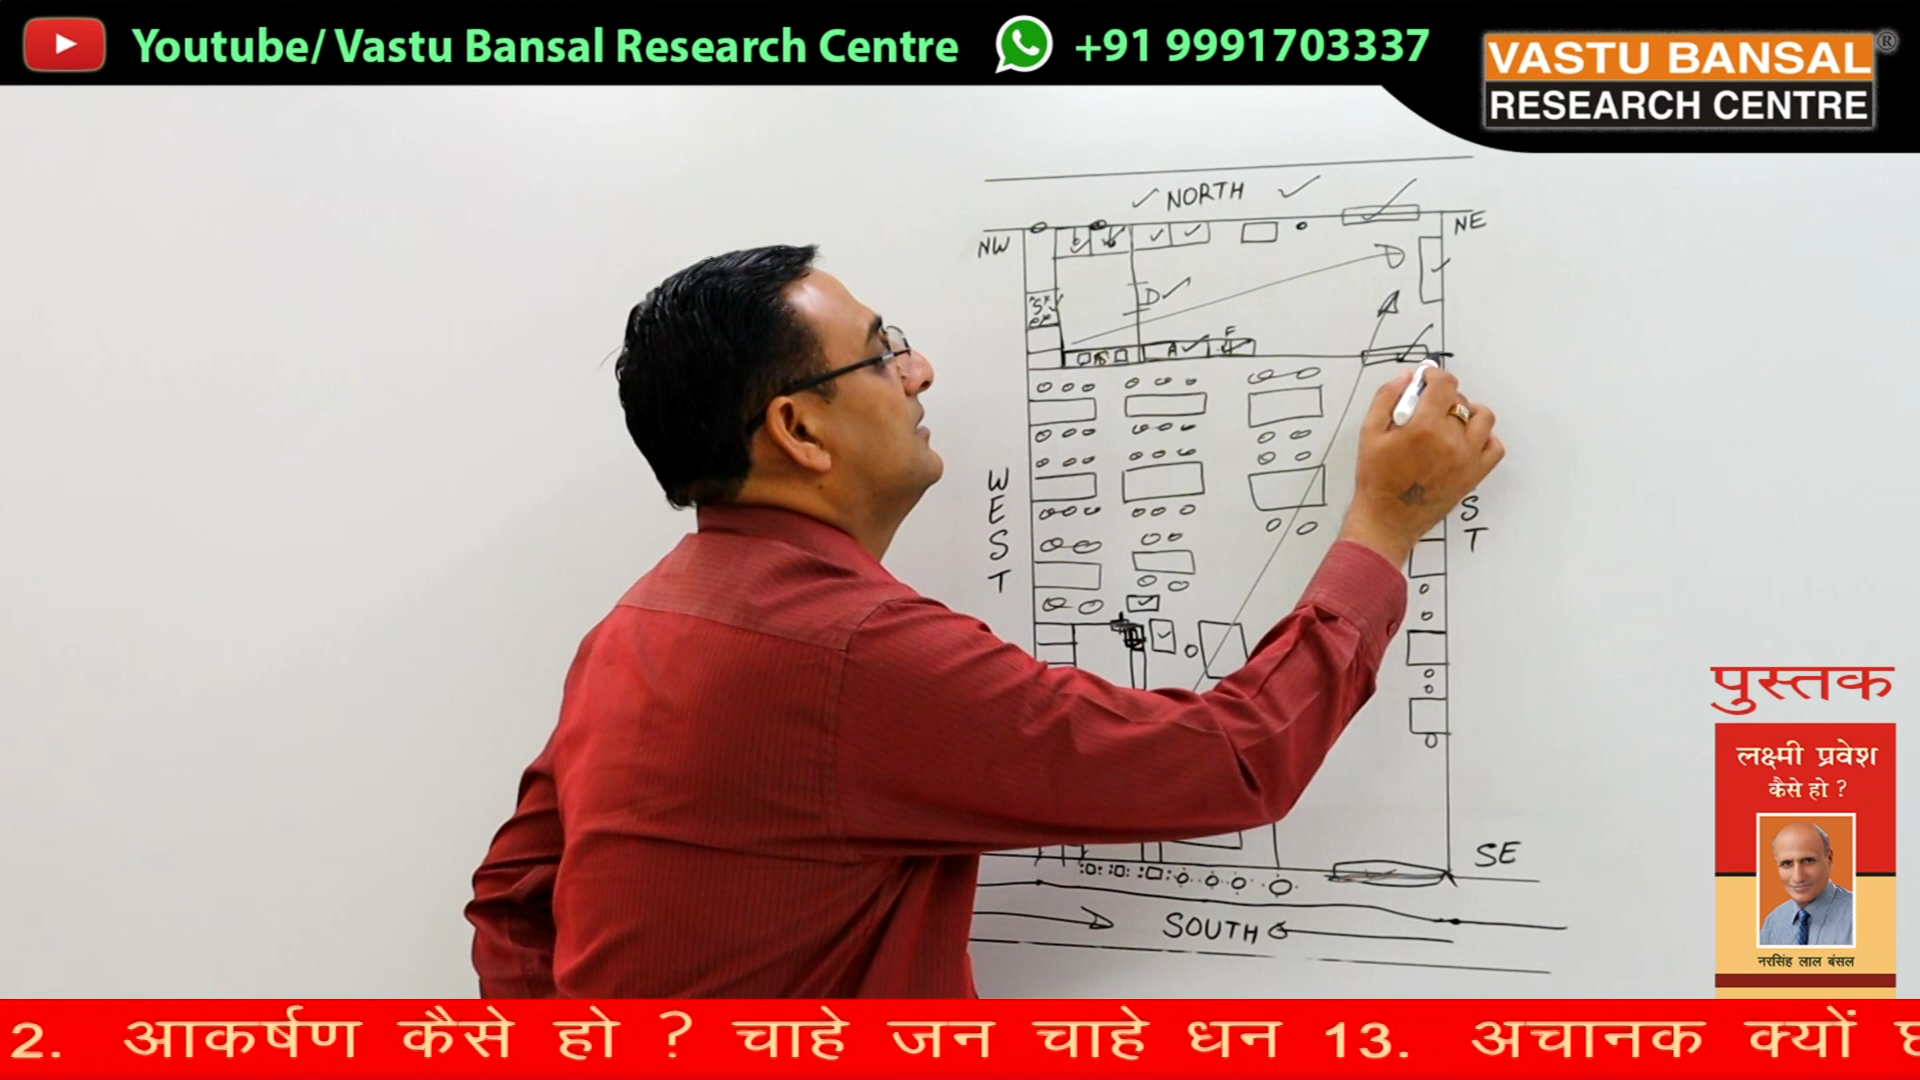 Youtube/ Vastu Bansal Research Centre +91 9991703337
VASTU BANSAL®
RESEARCH CENTRE
NORTH
NW
NE
D
A
F
WEST
ST
SE
SOUTH
पुस्तक
लक्ष्मी प्रवेश
कैसे हो ?
नरसिंह लाल बंसल
2. आकर्षण कैसे हो ? चाहे जन चाहे धन 13. अचानक क्यों